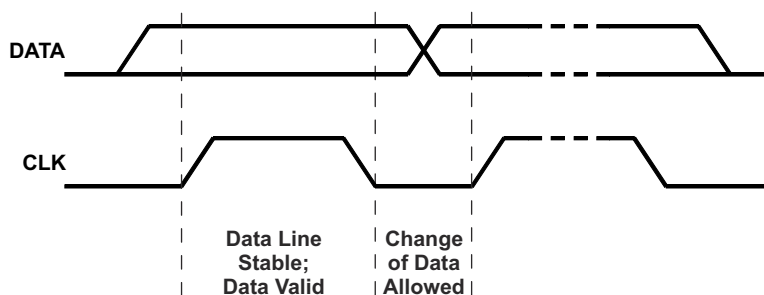 DATA
CLK
Data Line
Stable;
Data Valid
Change
of Data
Allowed